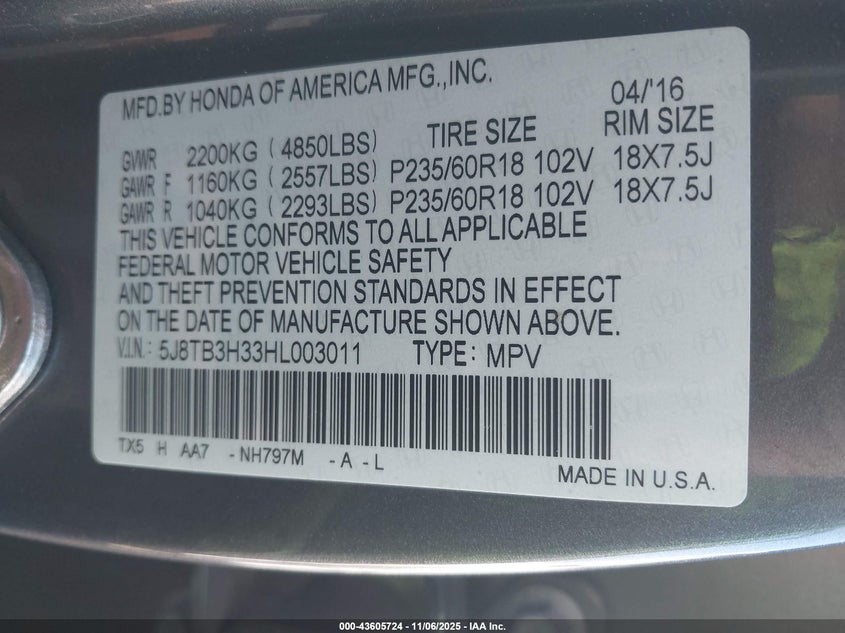 MFD.BY HONDA OF AMERICA MFG.,INC. 04/'16
TIRE SIZE RIM SIZE
GVWR 2200KG (4850LBS)
GAWR F 1160KG (2557LBS) P235/60R18 102V 18X7.5J
GAWR R 1040KG (2293LBS) P235/60R18 102V 18X7.5J
THIS VEHICLE CONFORMS TO ALL APPLICABLE
FEDERAL MOTOR VEHICLE SAFETY
AND THEFT PREVENTION STANDARDS IN EFFECT
ON THE DATE OF MANUFACTURE SHOWN ABOVE.
V.I.N.: 5J8TB3H33HL003011 TYPE: MPV
TX5 H AA7 -NH797M -A -L
MADE IN U.S.A.
000-43605724 - 11/06/2025 - IAA Inc.